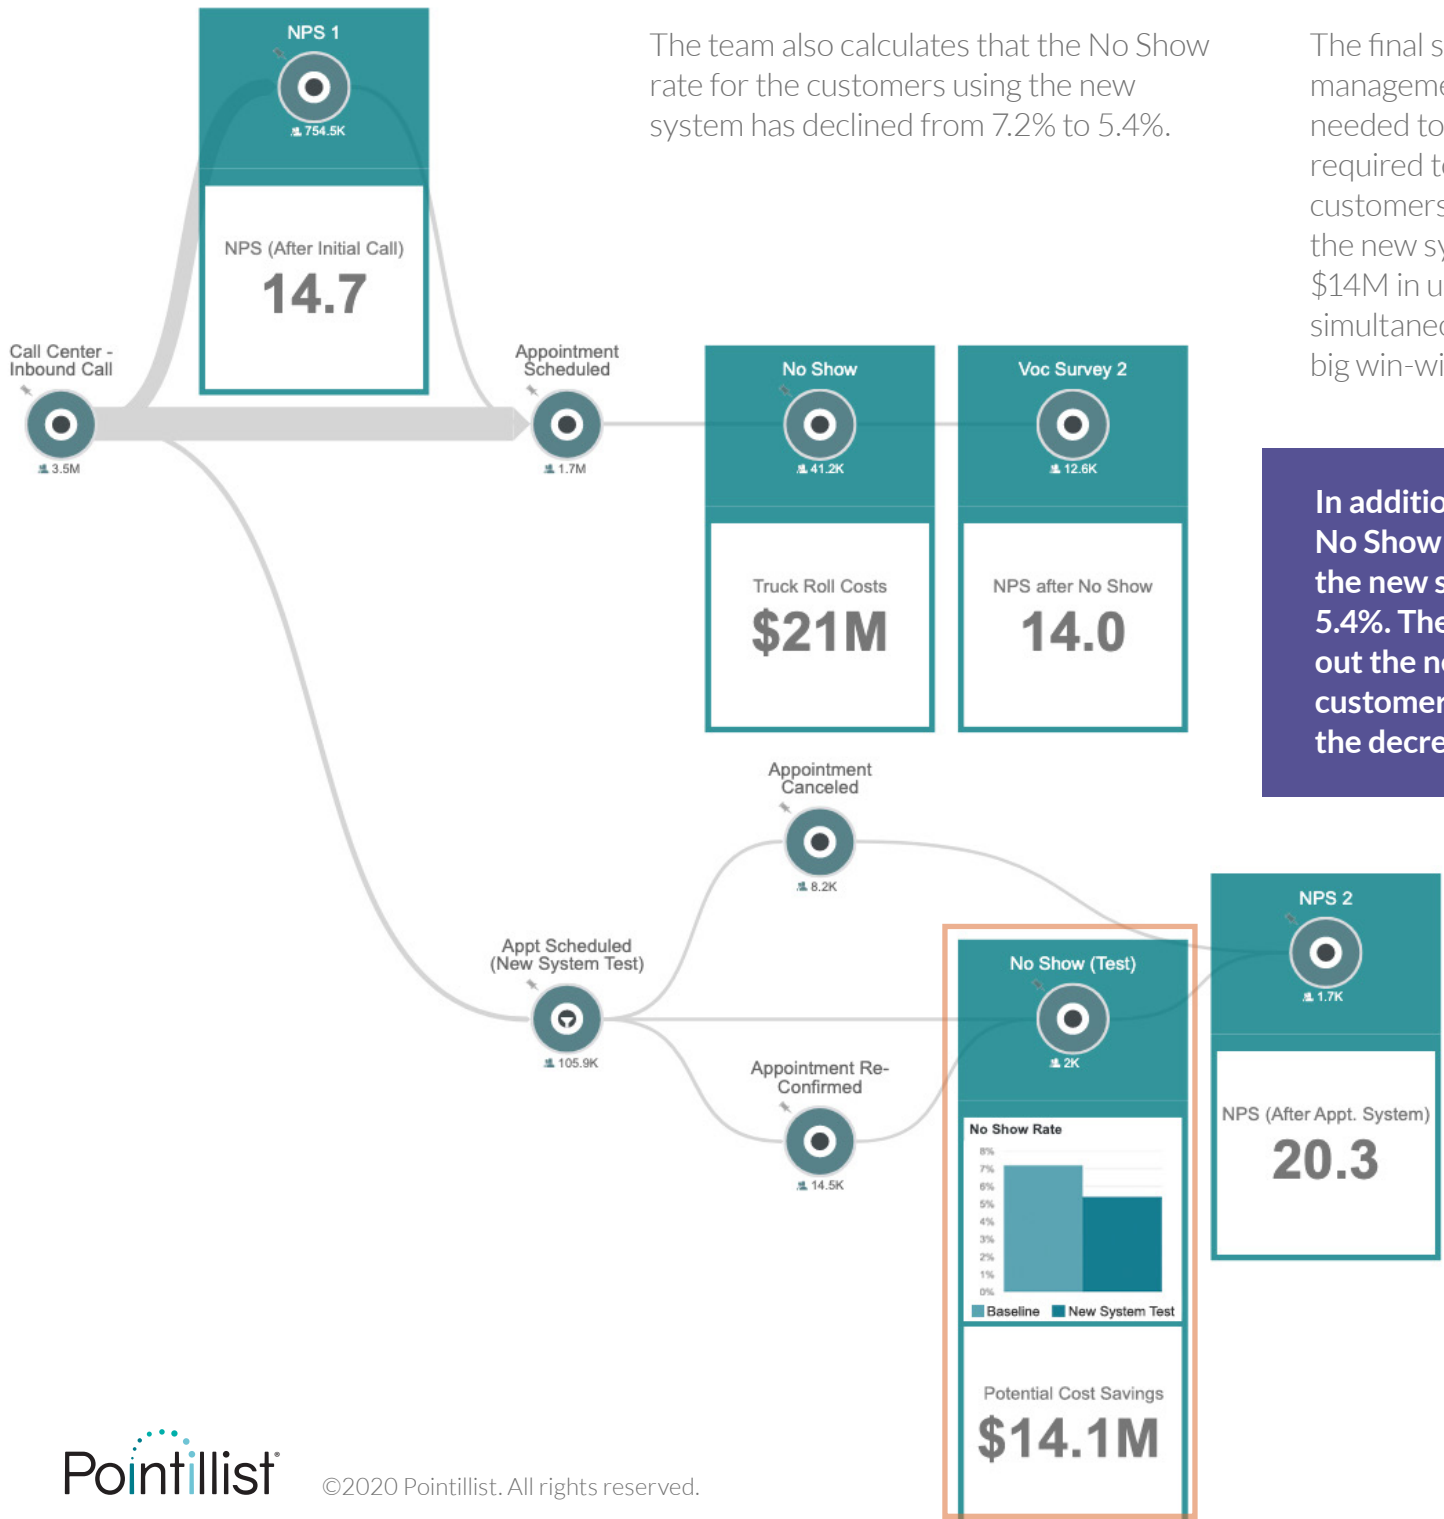 NPS 1
754.5K
NPS (After Initial Call)
14.7
The team also calculates that the No Show
rate for the customers using the new
system has declined from 7.2% to 5.4%.
The final s
manageme
needed to
required t
customers
the new sy
$14M in u
simultane
big win-wi
Call Center -
Inbound Call
3.5M
Appointment
Scheduled
1.7M
No Show
41.2K
Truck Roll Costs
$21M
Voc Survey 2
12.6K
NPS after No Show
14.0
In additio
No Show
the new s
5.4%. The
out the n
customer
the decre
Appointment
Canceled
8.2K
Appt Scheduled
(New System Test)
105.9K
Appointment Re-
Confirmed
14.5K
No Show (Test)
2K
No Show Rate
8%
7%
6%
5%
4%
3%
2%
1%
0%
Baseline New System Test
Potential Cost Savings
$14.1M
NPS 2
1.7K
NPS (After Appt. System)
20.3
Pointillist®
©2020 Pointillist. All rights reserved.